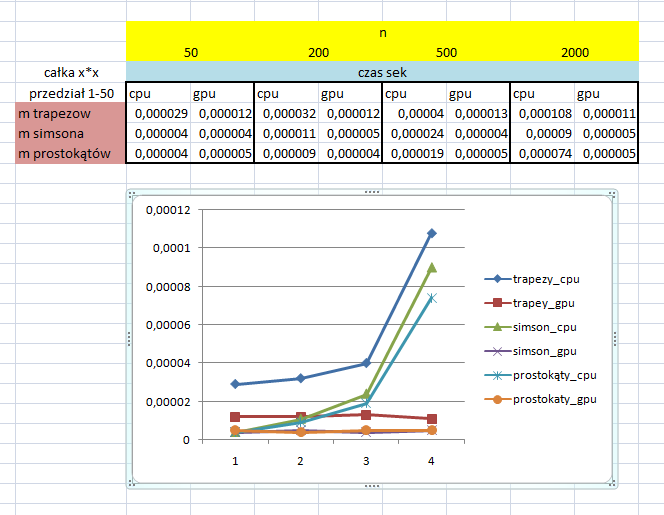 n
50 200 500 2000
całka x*x czas sek
przedział 1-50 cpu gpu cpu gpu cpu gpu cpu gpu
m trapezow 0,000029 0,000012 0,000032 0,000012 0,00004 0,000013 0,000108 0,000011
m simsona 0,000004 0,000004 0,000011 0,000005 0,000024 0,000004 0,00009 0,000005
m prostokątów 0,000004 0,000005 0,000009 0,000004 0,000019 0,000005 0,000074 0,000005
0,00012
0,0001
0,00008
0,00006
0,00004
0,00002
0
1 2 3 4
trapezy_cpu
trapey_gpu
simson_cpu
simson_gpu
prostokąty_cpu
prostokaty_gpu